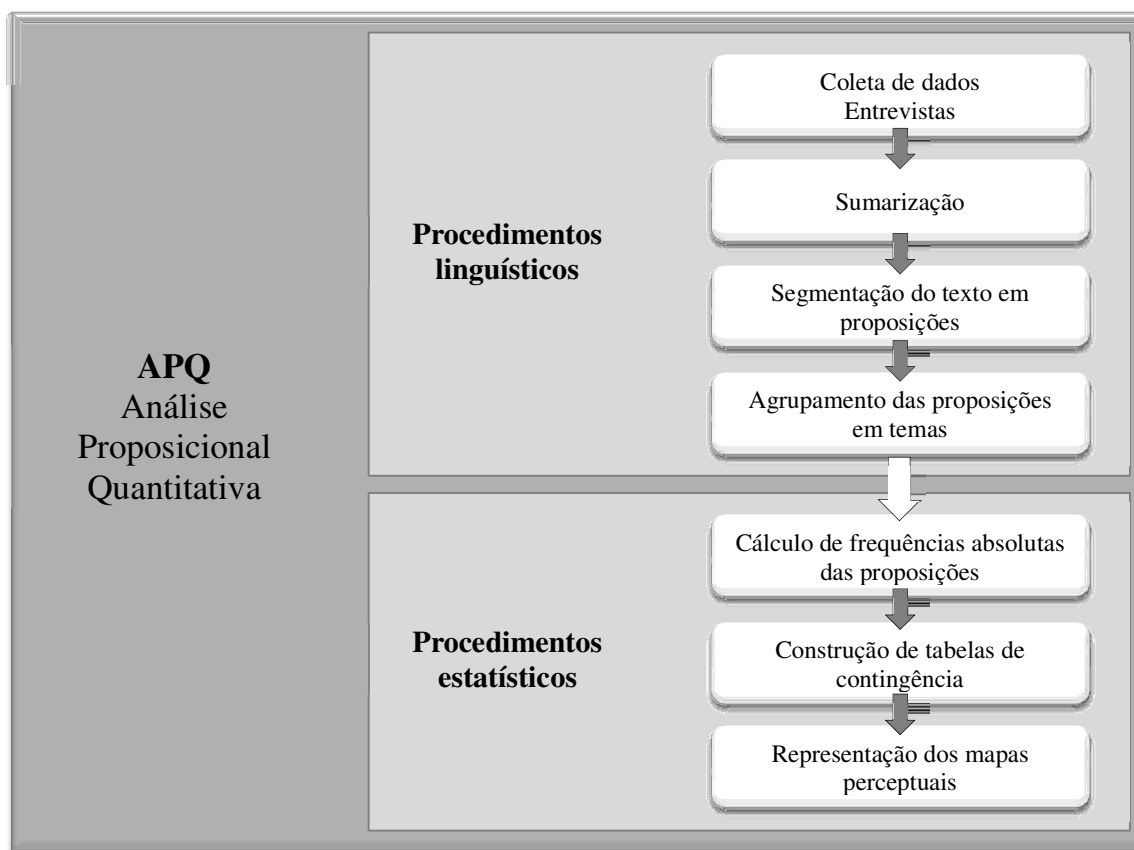 APQ
Análise
Proposicional
Quantitativa
Procedimentos
linguísticos
Coleta de dados
Entrevistas
Sumarização
Segmentação do texto em
proposições
Agrupamento das proposições
em temas
Procedimentos
estatísticos
Cálculo de frequências absolutas
das proposições
Construção de tabelas de
contingência
Representação dos mapas
perceptuais